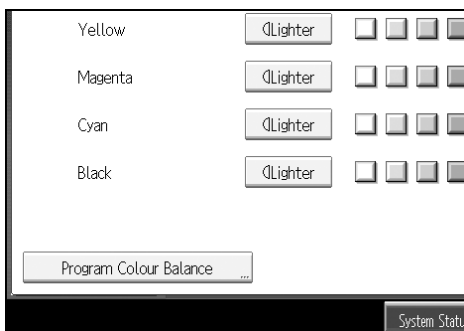 Yellow Lighter
Magenta Lighter
Cyan Lighter
Black Lighter
Program Colour Balance ...
System Statu